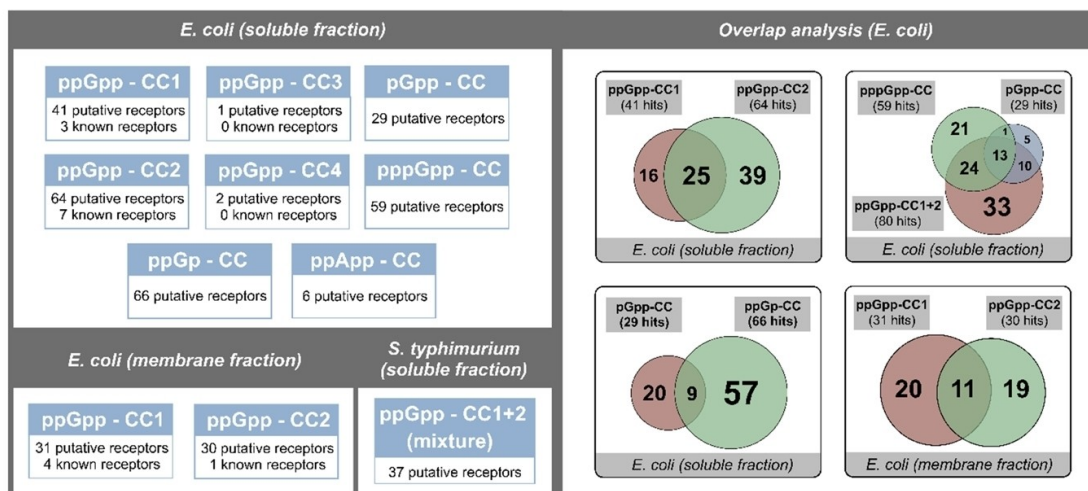 E. coli (soluble fraction)
ppGpp - CC1
41 putative receptors
3 known receptors
ppGpp - CC3
1 putative receptors
0 known receptors
pGpp - CC
29 putative receptors
ppGpp - CC2
64 putative receptors
7 known receptors
ppGpp - CC4
2 putative receptors
0 known receptors
pppGpp - CC
59 putative receptors
ppGp - CC
66 putative receptors
ppApp - CC
6 putative receptors
E. coli (membrane fraction)
ppGpp - CC1
31 putative receptors
4 known receptors
ppGpp - CC2
30 putative receptors
1 known receptors
S. typhimurium
(soluble fraction)
ppGpp - CC1+2
(mixture)
37 putative receptors
Overlap analysis (E. coli)
ppGpp-CC1
(41 hits)
ppGpp-CC2
(64 hits)
16
25
39
E. coli (soluble fraction)
pppGpp-CC
(59 hits)
pGpp-CC
(29 hits)
21
1
5
24
13
10
ppGpp-CC1+2
(80 hits)
33
E. coli (soluble fraction)
pGpp-CC
(29 hits)
ppGp-CC
(66 hits)
20
9
57
E. coli (soluble fraction)
ppGpp-CC1
(31 hits)
ppGpp-CC2
(30 hits)
20
11
19
E. coli (membrane fraction)